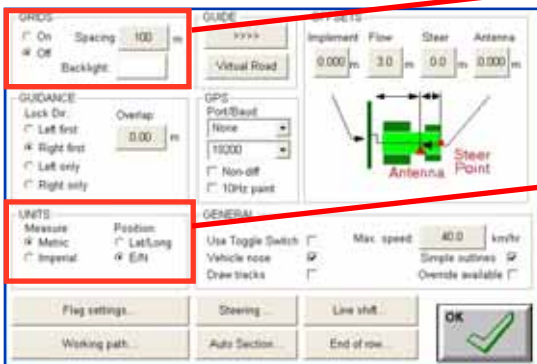 GRIDS
On Spacing 100 m
Off
Backlight:
GUIDE
>>>>
Virtual Road
OFFSETS
Implement Flow Steer Antenna
0.000 m 3.0 m 0.0 m 0.000 m
Antenna
Steer
Point
GUIDANCE
Lock Dir. Overlap
Left first 0.00 m
Right first
Left only
Right only
GPS
Port/Baud
None
19200
Non-diff
10Hz paint
UNITS
Measure Position
Metric Lat/Long
Imperial E/N
GENERAL
Use Toggle Switch Max. speed 40.0 km/hr
Vehicle nose Simple outlines
Draw tracks Override available
Flag settings... Steering... Line shift...
Working path... Auto Section... End of row...
OK